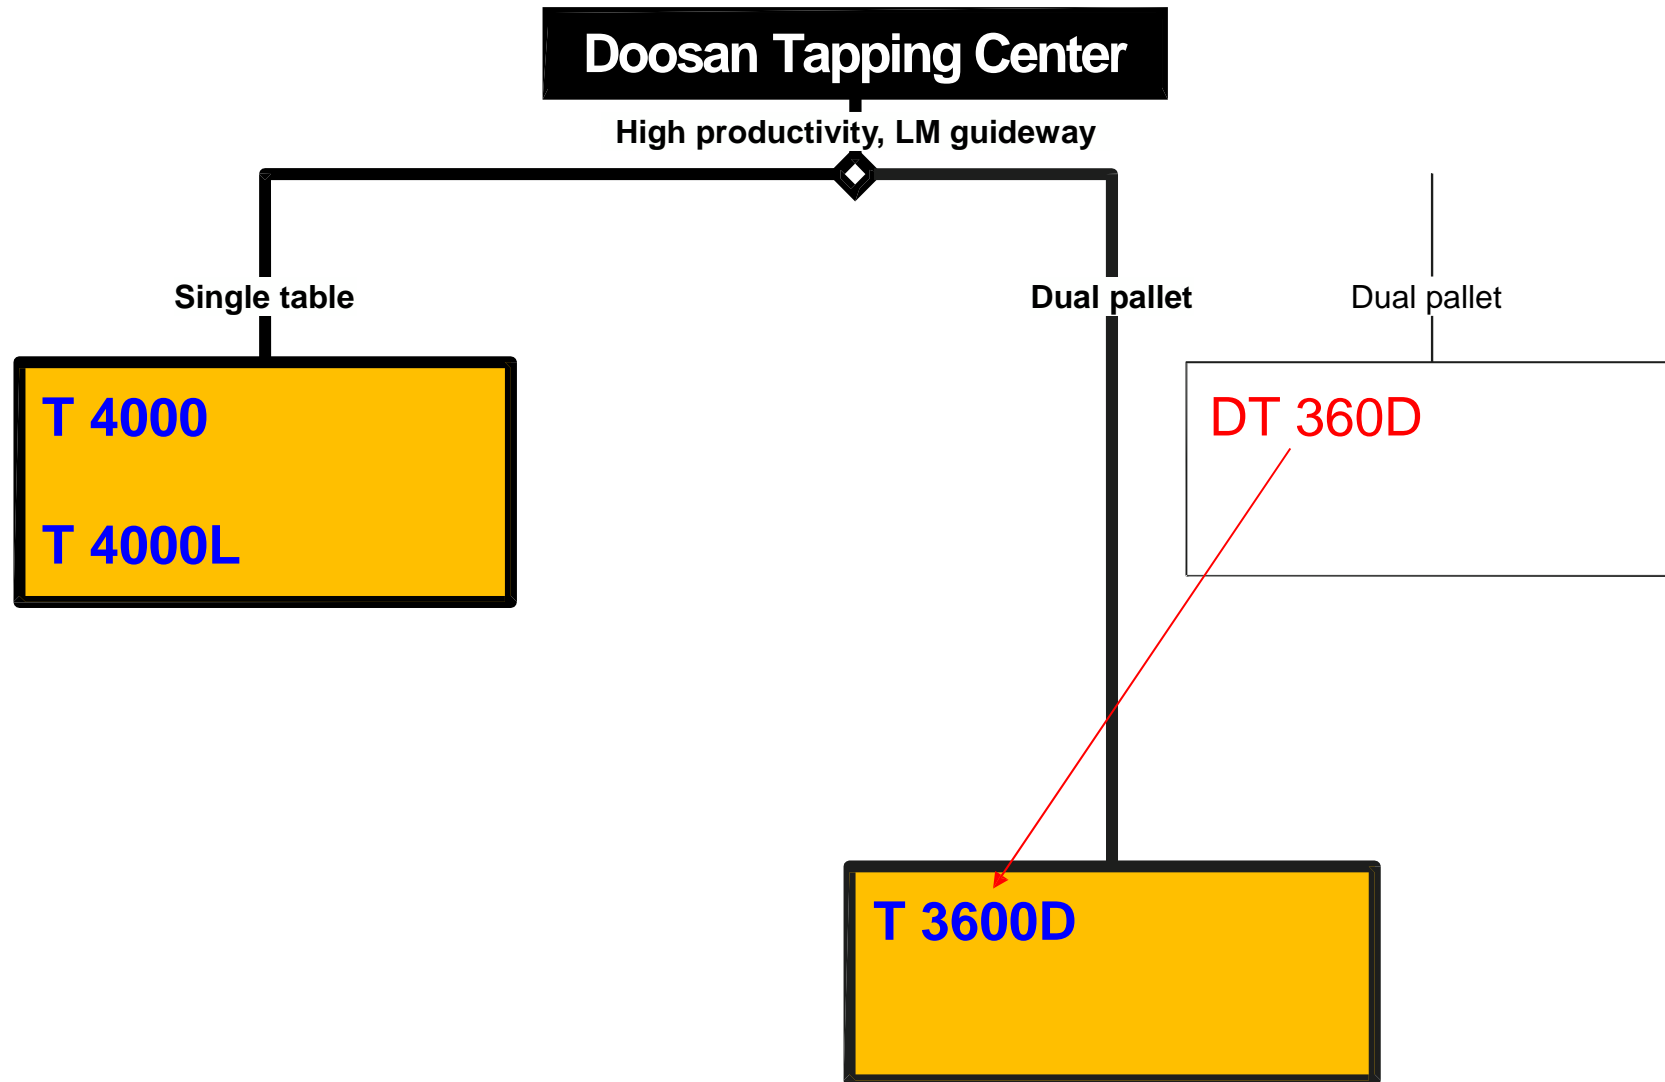 Doosan Tapping Center
High productivity, LM guideway
Single table
Dual pallet
Dual pallet
T 4000
T 4000L
DT 360D
T 3600D